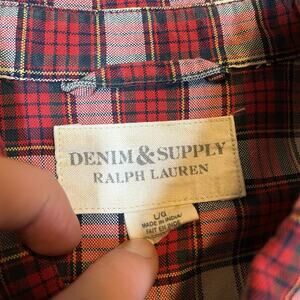 DENIM & SUPPLY
RALPH LAUREN
L/G
MADE IN INDIA/
FAIT EN INDE